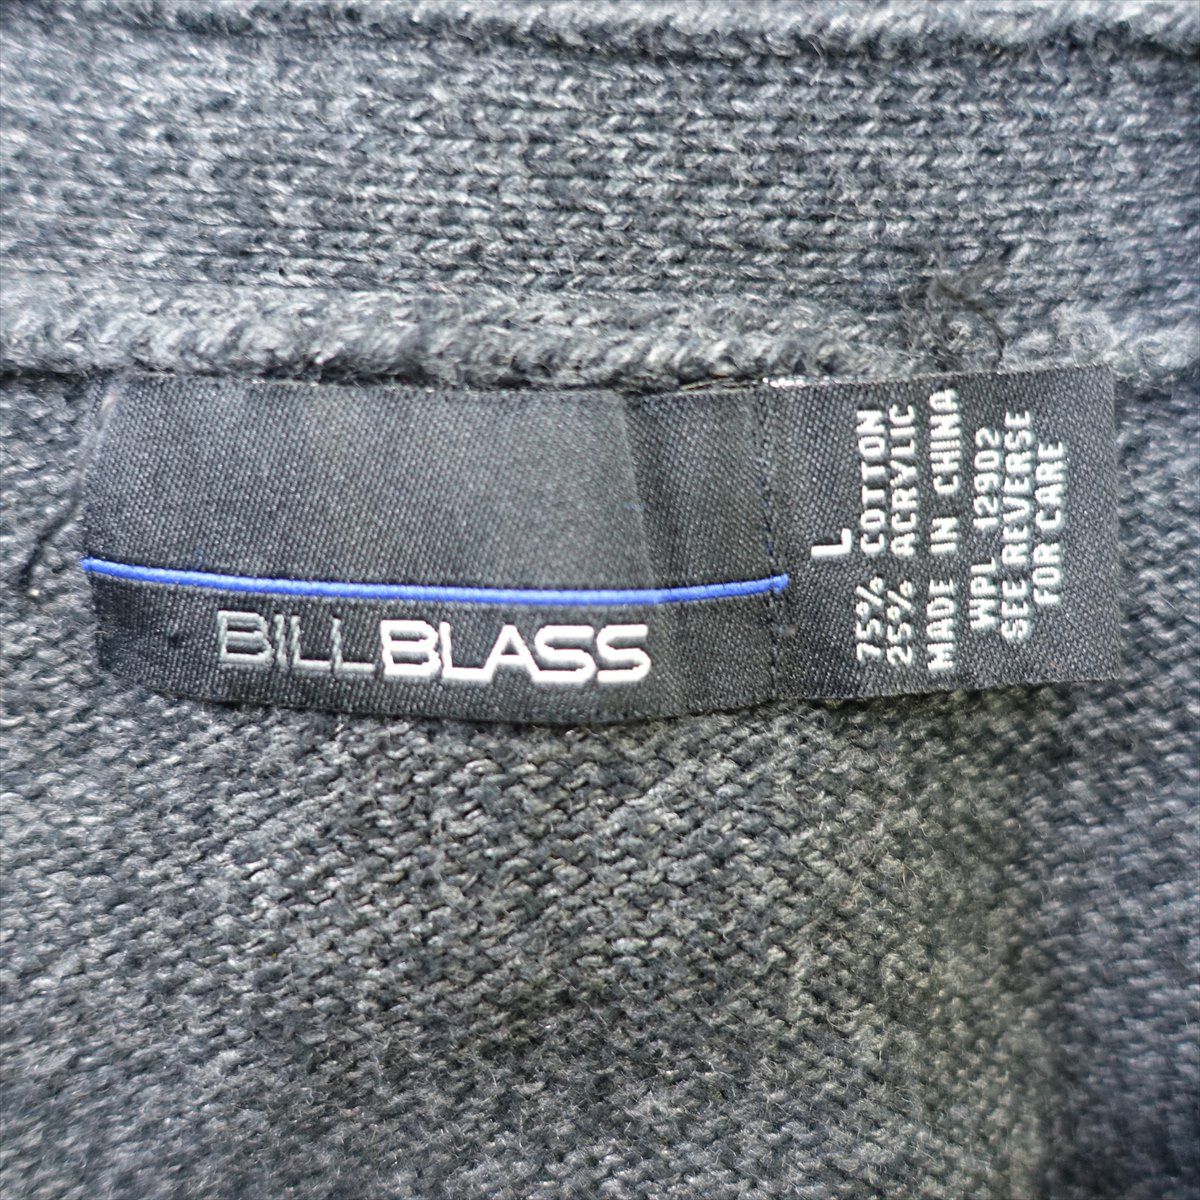 BILLBLASS
L
75% COTTON
25% ACRYLIC
MADE IN CHINA
WPL 12902
SEE REVERSE
FOR CARE